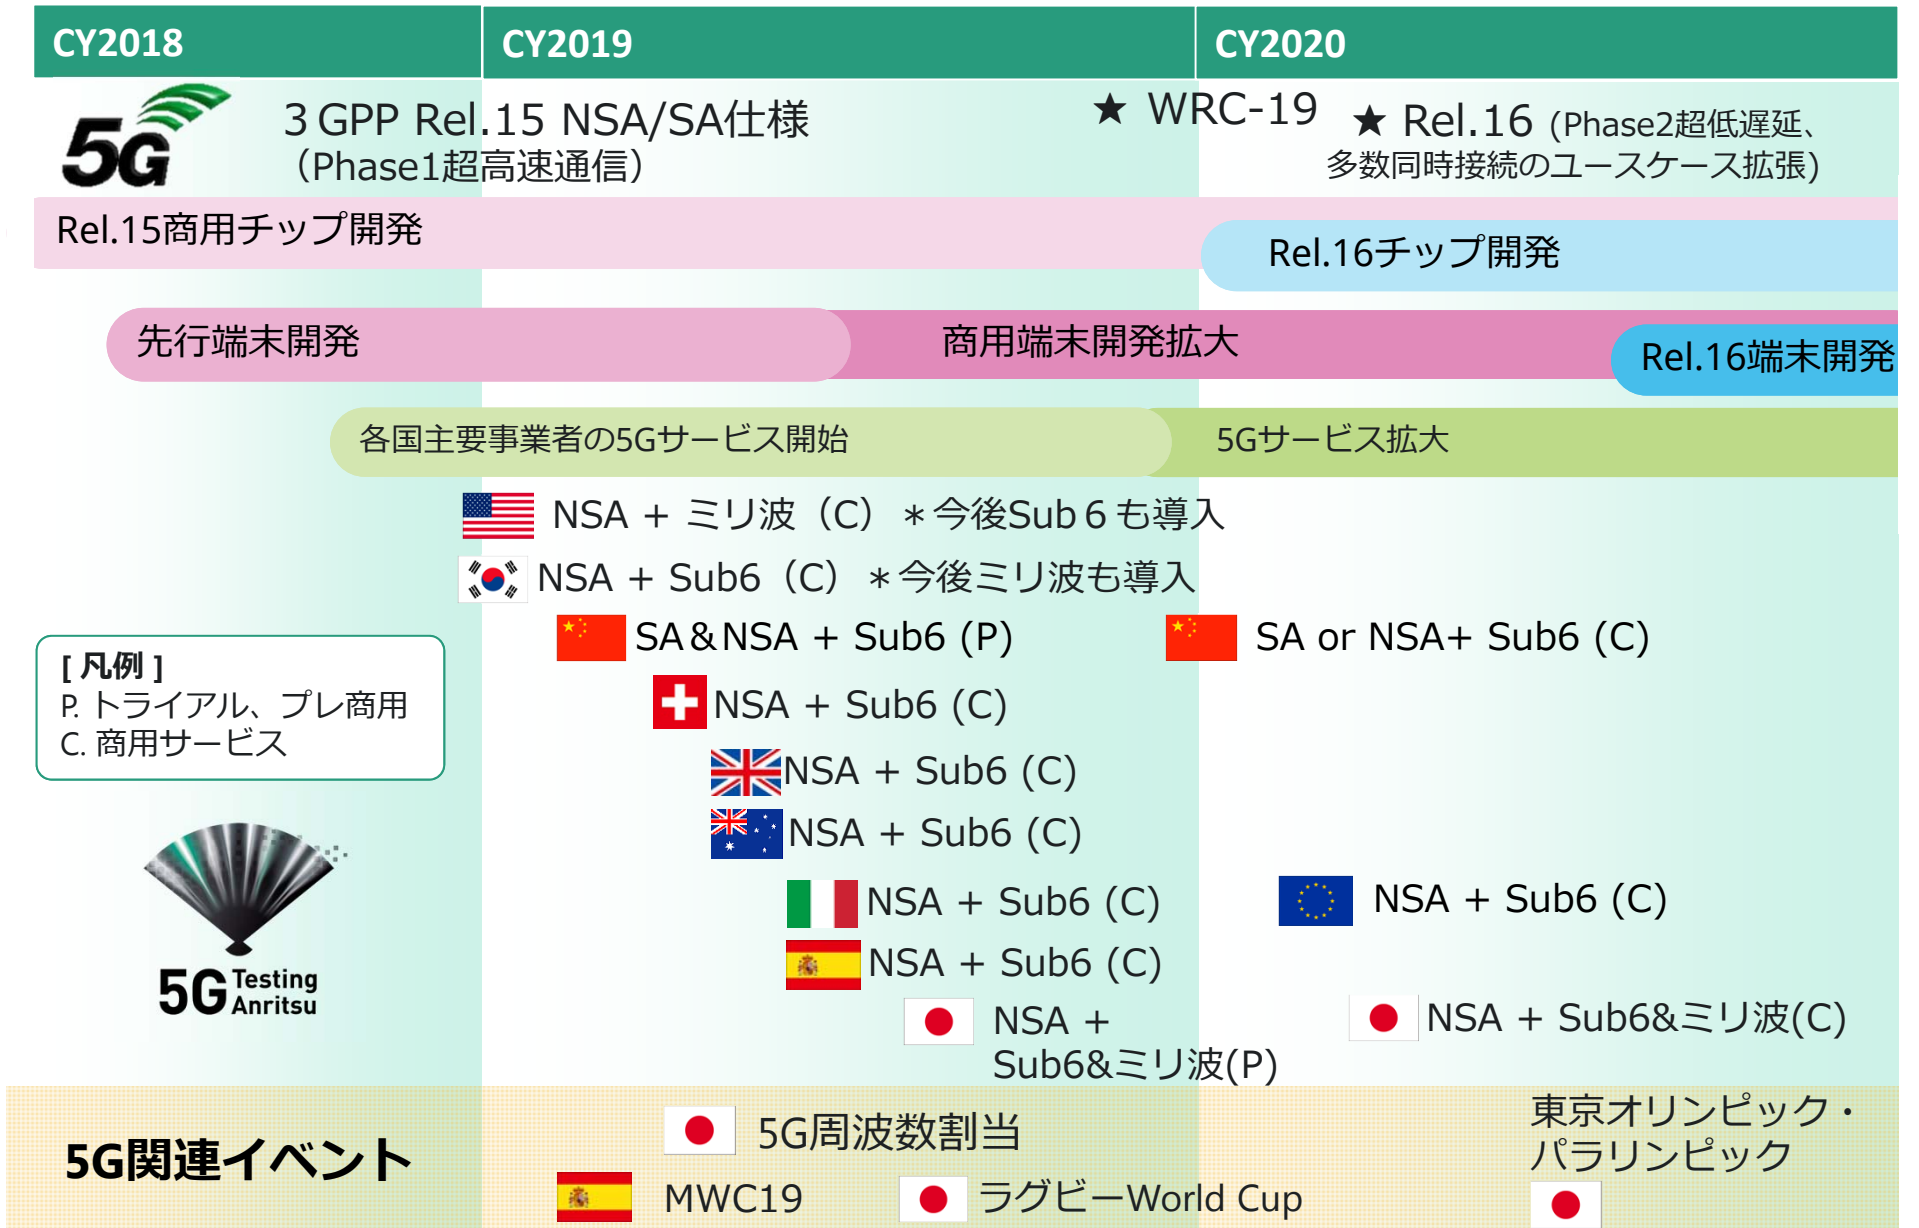 CY2018
CY2019
CY2020
5G
3GPP Rel.15 NSA/SA仕様
（Phase1超高速通信）
★ WRC-19
★ Rel.16 (Phase2超低遅延、
多数同時接続のユースケース拡張)
Rel.15商用チップ開発
Rel.16チップ開発
先行端末開発
商用端末開発拡大
Rel.16端末開発
各国主要事業者の5Gサービス開始
5Gサービス拡大
NSA + ミリ波（C）＊今後Sub６も導入
NSA + Sub6（C）＊今後ミリ波も導入
SA＆NSA + Sub6 (P)
SA or NSA+ Sub6 (C)
[ 凡例 ]
P. トライアル、プレ商用
C. 商用サービス
NSA + Sub6 (C)
NSA + Sub6 (C)
NSA + Sub6 (C)
NSA + Sub6 (C)
NSA + Sub6 (C)
NSA + Sub6 (C)
5G Testing
Anritsu
NSA +
Sub6&ミリ波(P)
NSA + Sub6&ミリ波(C)
5G関連イベント
5G周波数割当
MWC19
ラグビーWorld Cup
東京オリンピック・
パラリンピック